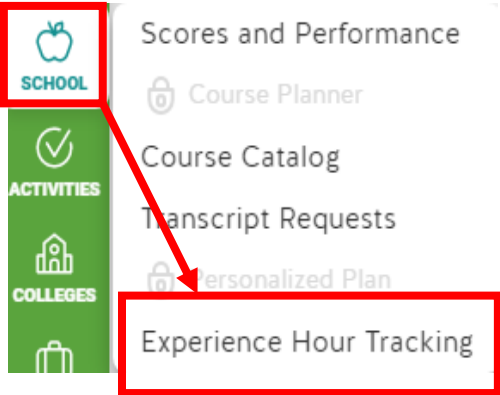 SCHOOL
ACTIVITIES
COLLEGES
Scores and Performance
Course Planner
Course Catalog
Transcript Requests
Personalized Plan
Experience Hour Tracking